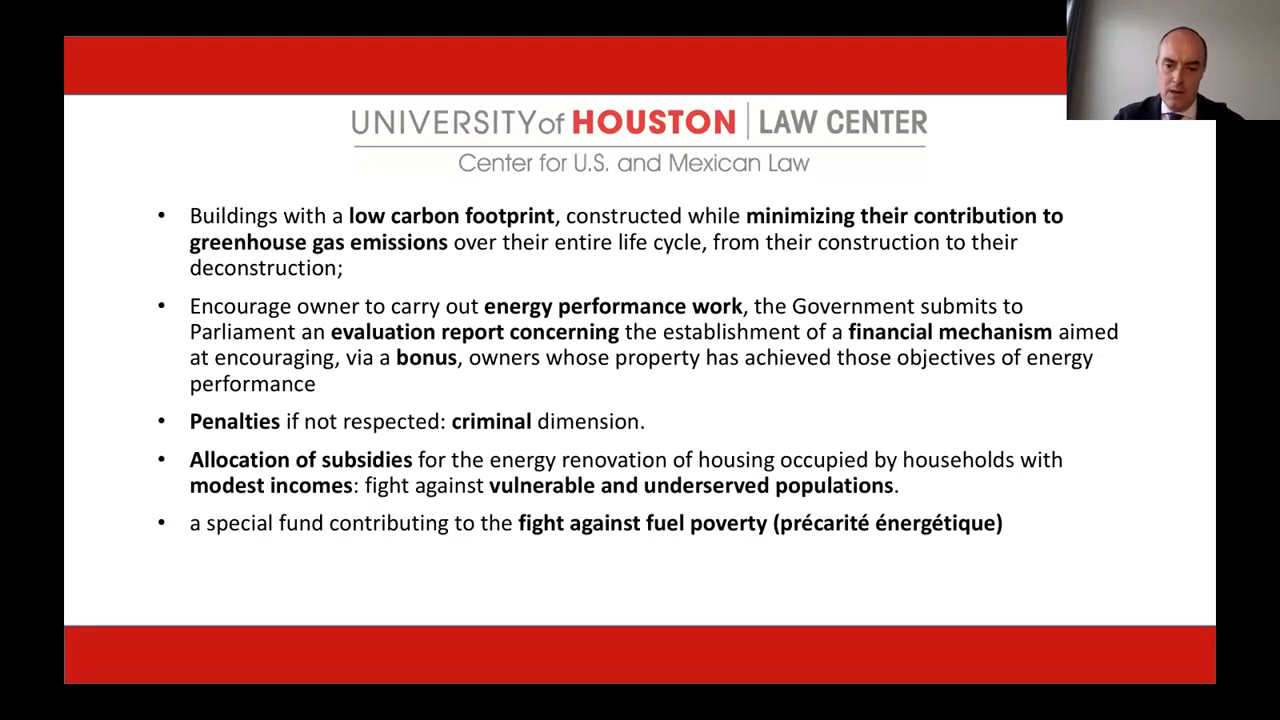 UNIVERSITY of HOUSTON | LAW CENTER
Center for U.S. and Mexican Law
• Buildings with a low carbon footprint, constructed while minimizing their contribution to
greenhouse gas emissions over their entire life cycle, from their construction to their
deconstruction;
• Encourage owner to carry out energy performance work, the Government submits to
Parliament an evaluation report concerning the establishment of a financial mechanism aimed
at encouraging, via a bonus, owners whose property has achieved those objectives of energy
performance
• Penalties if not respected: criminal dimension.
• Allocation of subsidies for the energy renovation of housing occupied by households with
modest incomes: fight against vulnerable and underserved populations.
• a special fund contributing to the fight against fuel poverty (précarité énergétique)